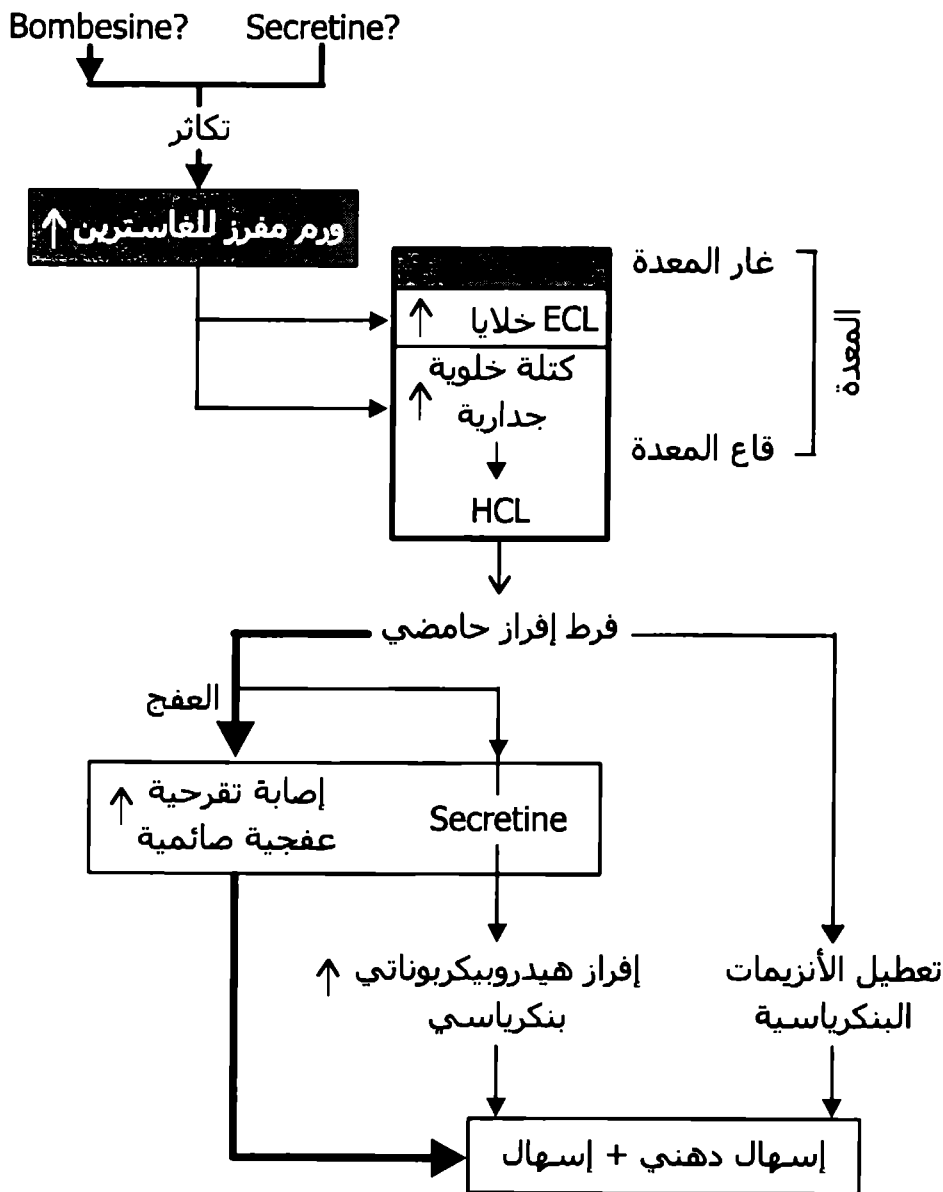 Bombesine? Secretine?
تكاثر
ورم مفرز للغاسترين ↑
غار المعدة
ECL خلايا ↑
كتلة خلوية ↑
جدارية
المعدة
قاع المعدة
HCL
فرط إفراز حامضي
العفج
إصابة تقرحية ↑
عفجية صائمية
Secretine
إفراز هيدروبيكربوناتي ↑
بنكرياسي
تعطيل الأنزيمات
البنكرياسية
إسهال دهني + إسهال